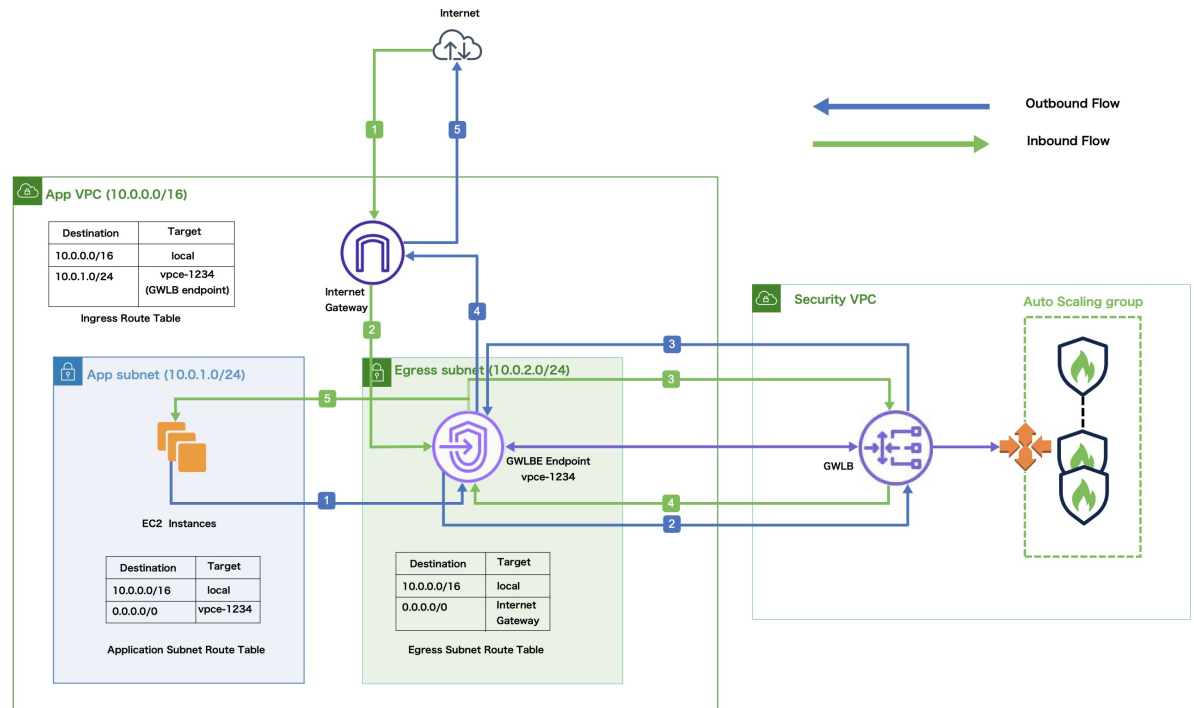 Internet
Outbound Flow
Inbound Flow
1
5
App VPC (10.0.0.0/16)
Destination Target
10.0.0.0/16 local
10.0.1.0/24 vpce-1234
(GWLB endpoint)
Ingress Route Table
Internet
Gateway
2
4
Security VPC
Auto Scaling group
3
App subnet (10.0.1.0/24)
Egress subnet (10.0.2.0/24)
3
5
GWLBE Endpoint
vpce-1234
GWLB
1
4
2
EC2 Instances
Destination Target
10.0.0.0/16 local
0.0.0.0/0 vpce-1234
Application Subnet Route Table
Destination Target
10.0.0.0/16 local
0.0.0.0/0 Internet
Gateway
Egress Subnet Route Table